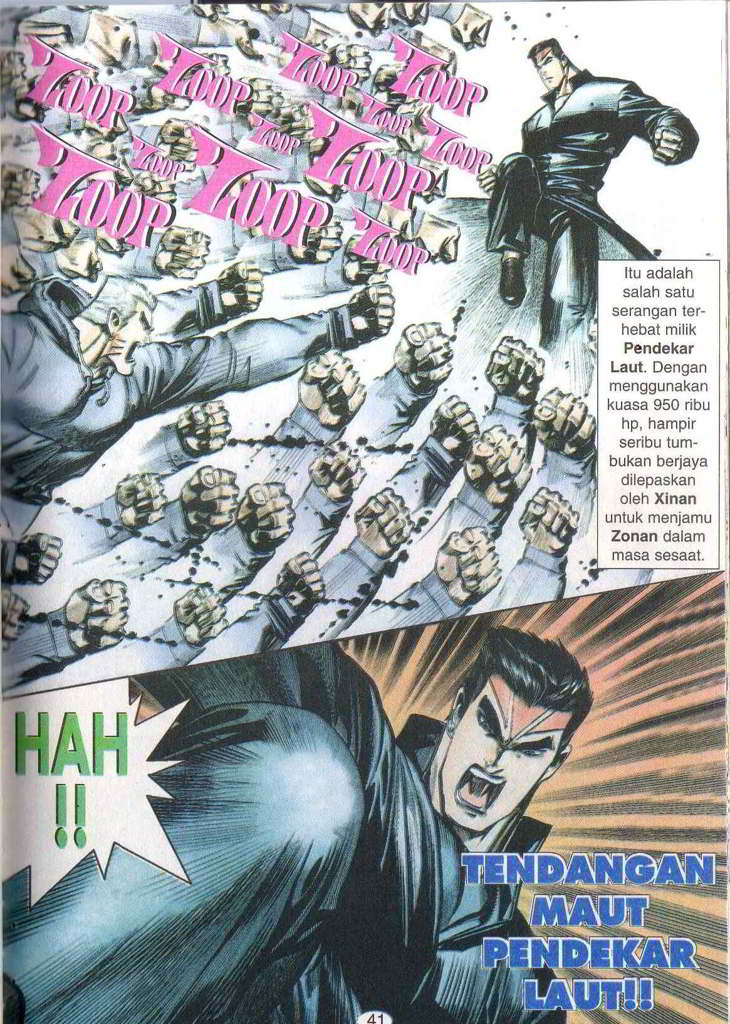 ZOOP ZOOP ZOOP ZOOP
ZOOP ZOOP ZOOP ZOOP
ZOOP ZOOP ZOOP ZOOP
Itu adalah
salah satu
serangan ter-
hebat milik
Pendekar
Laut. Dengan
menggunakan
kuasa 950 ribu
hp, hampir
seribu tum-
bukan berjaya
dilepaskan
oleh Xinan
untuk menjamu
Zonan dalam
masa sesaat.
HAH
!!
TENDANGAN
MAUT
PENDEKAR
LAUT!!
41